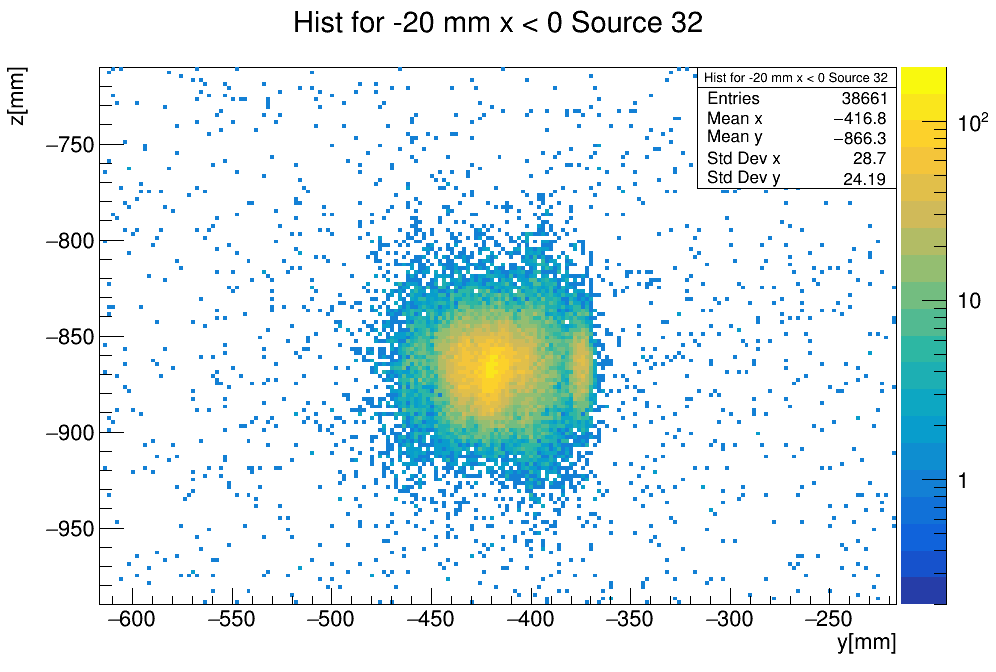 Hist for -20 mm x < 0 Source 32
z[mm]
Hist for -20 mm x < 0 Source 32
Entries 38661
Mean x −416.8
Mean y −866.3
Std Dev x 28.7
Std Dev y 24.19
10²
10
1
−750
−800
−850
−900
−950
−600 −550 −500 −450 −400 −350 −300 −250
y[mm]